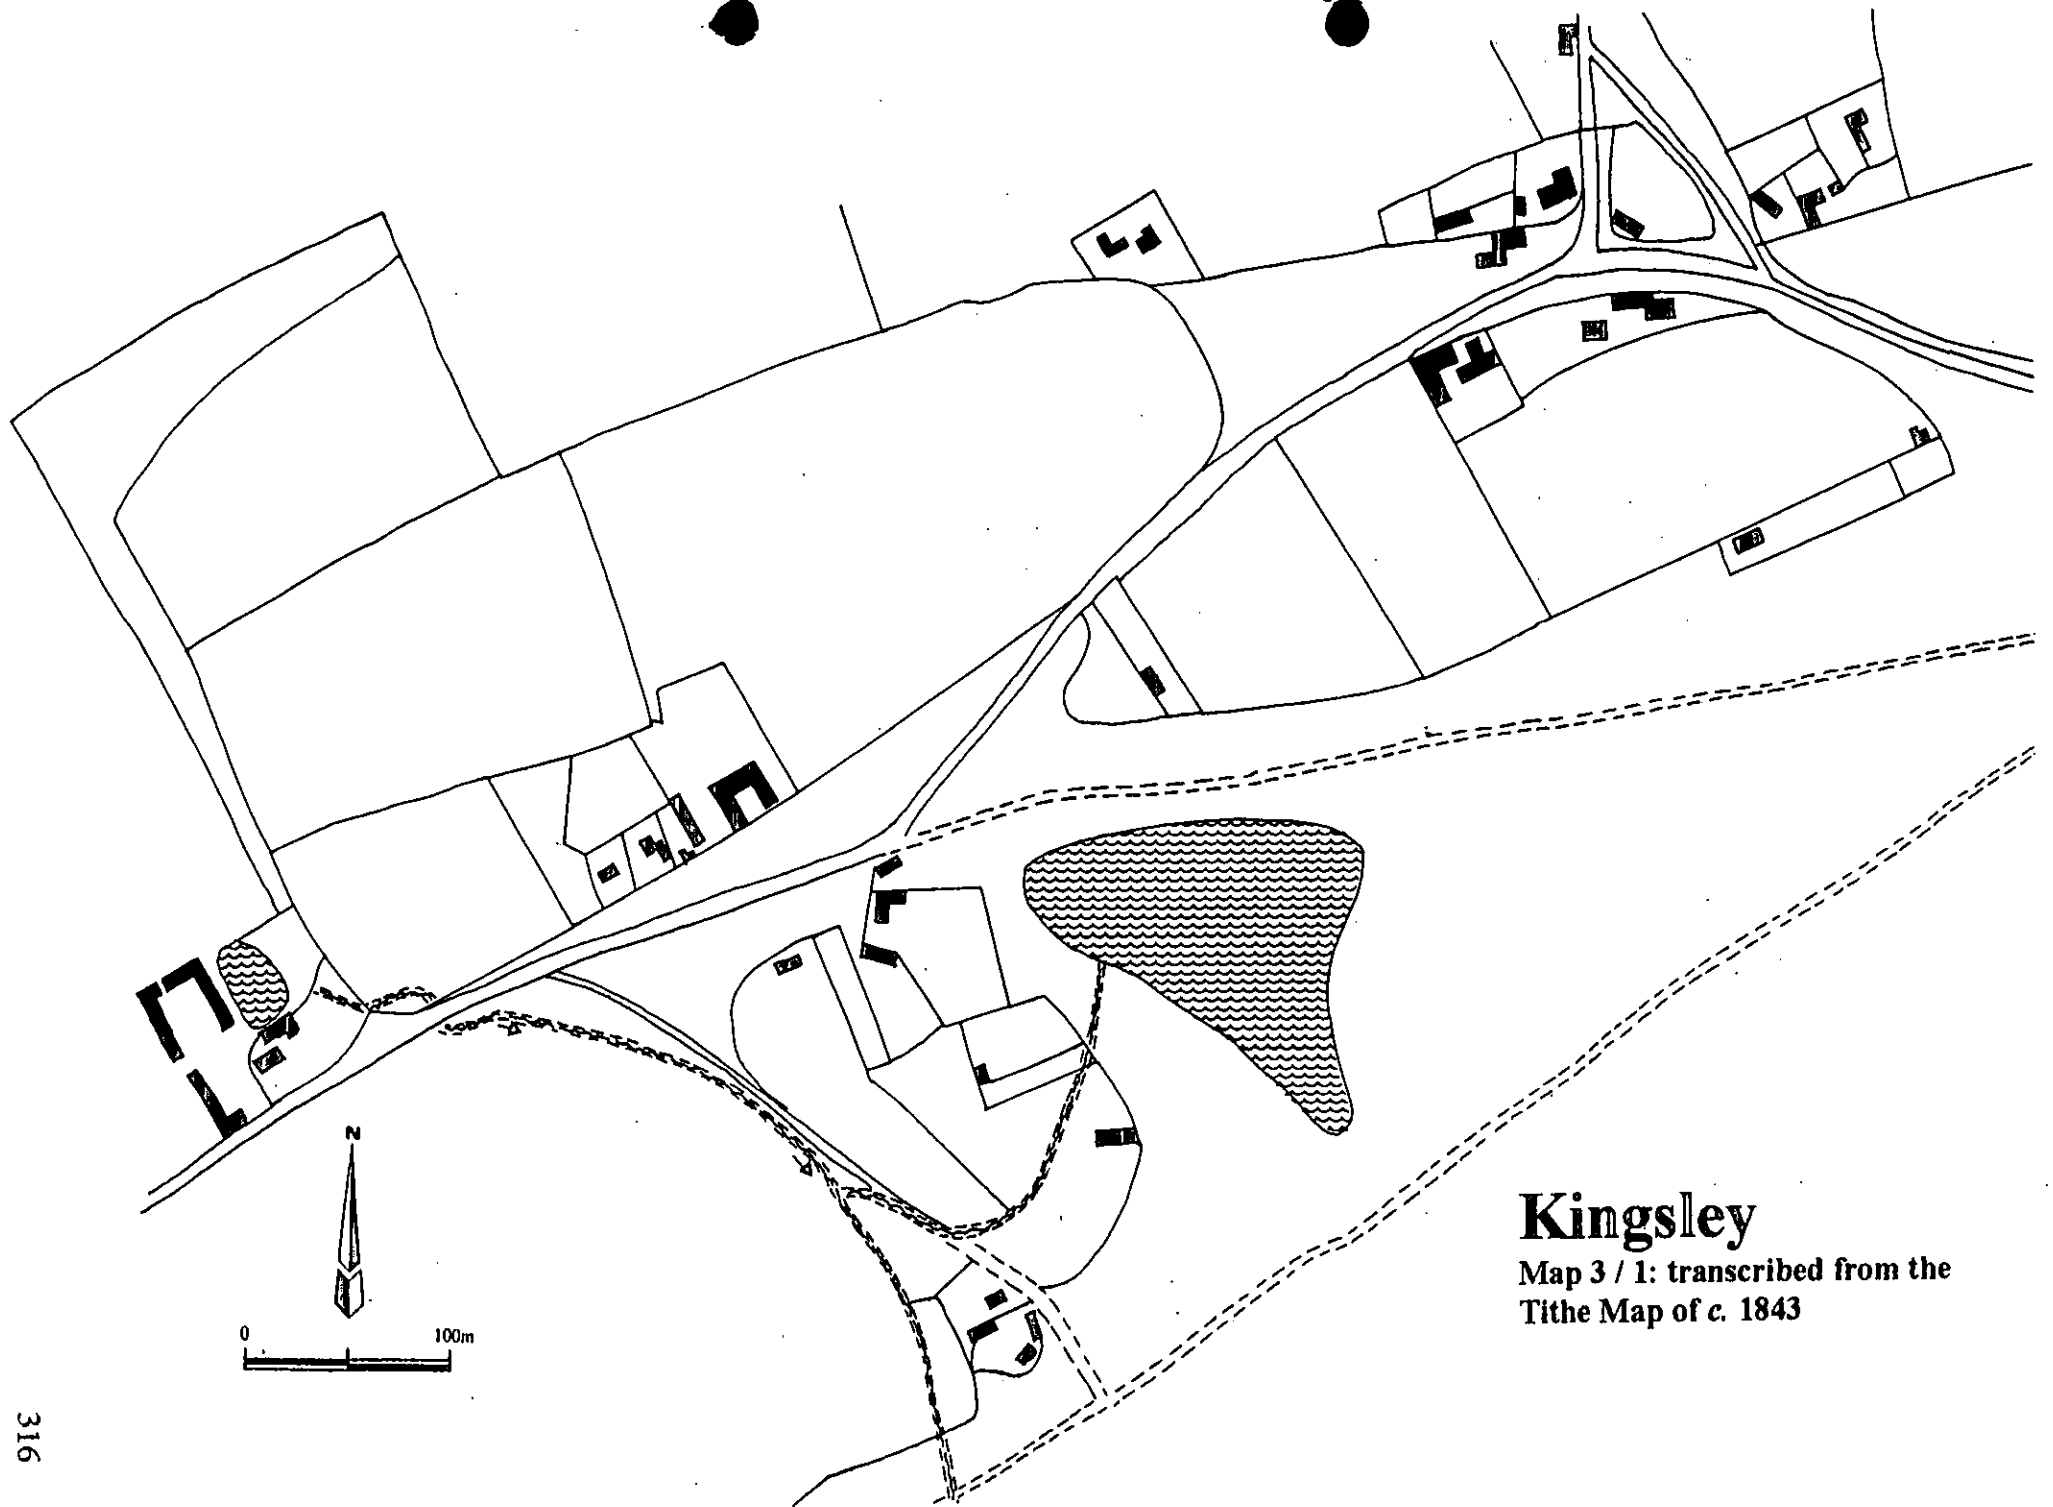 N
0 100m
Kingsley
Map 3 / 1: transcribed from the
Tithe Map of c. 1843
316